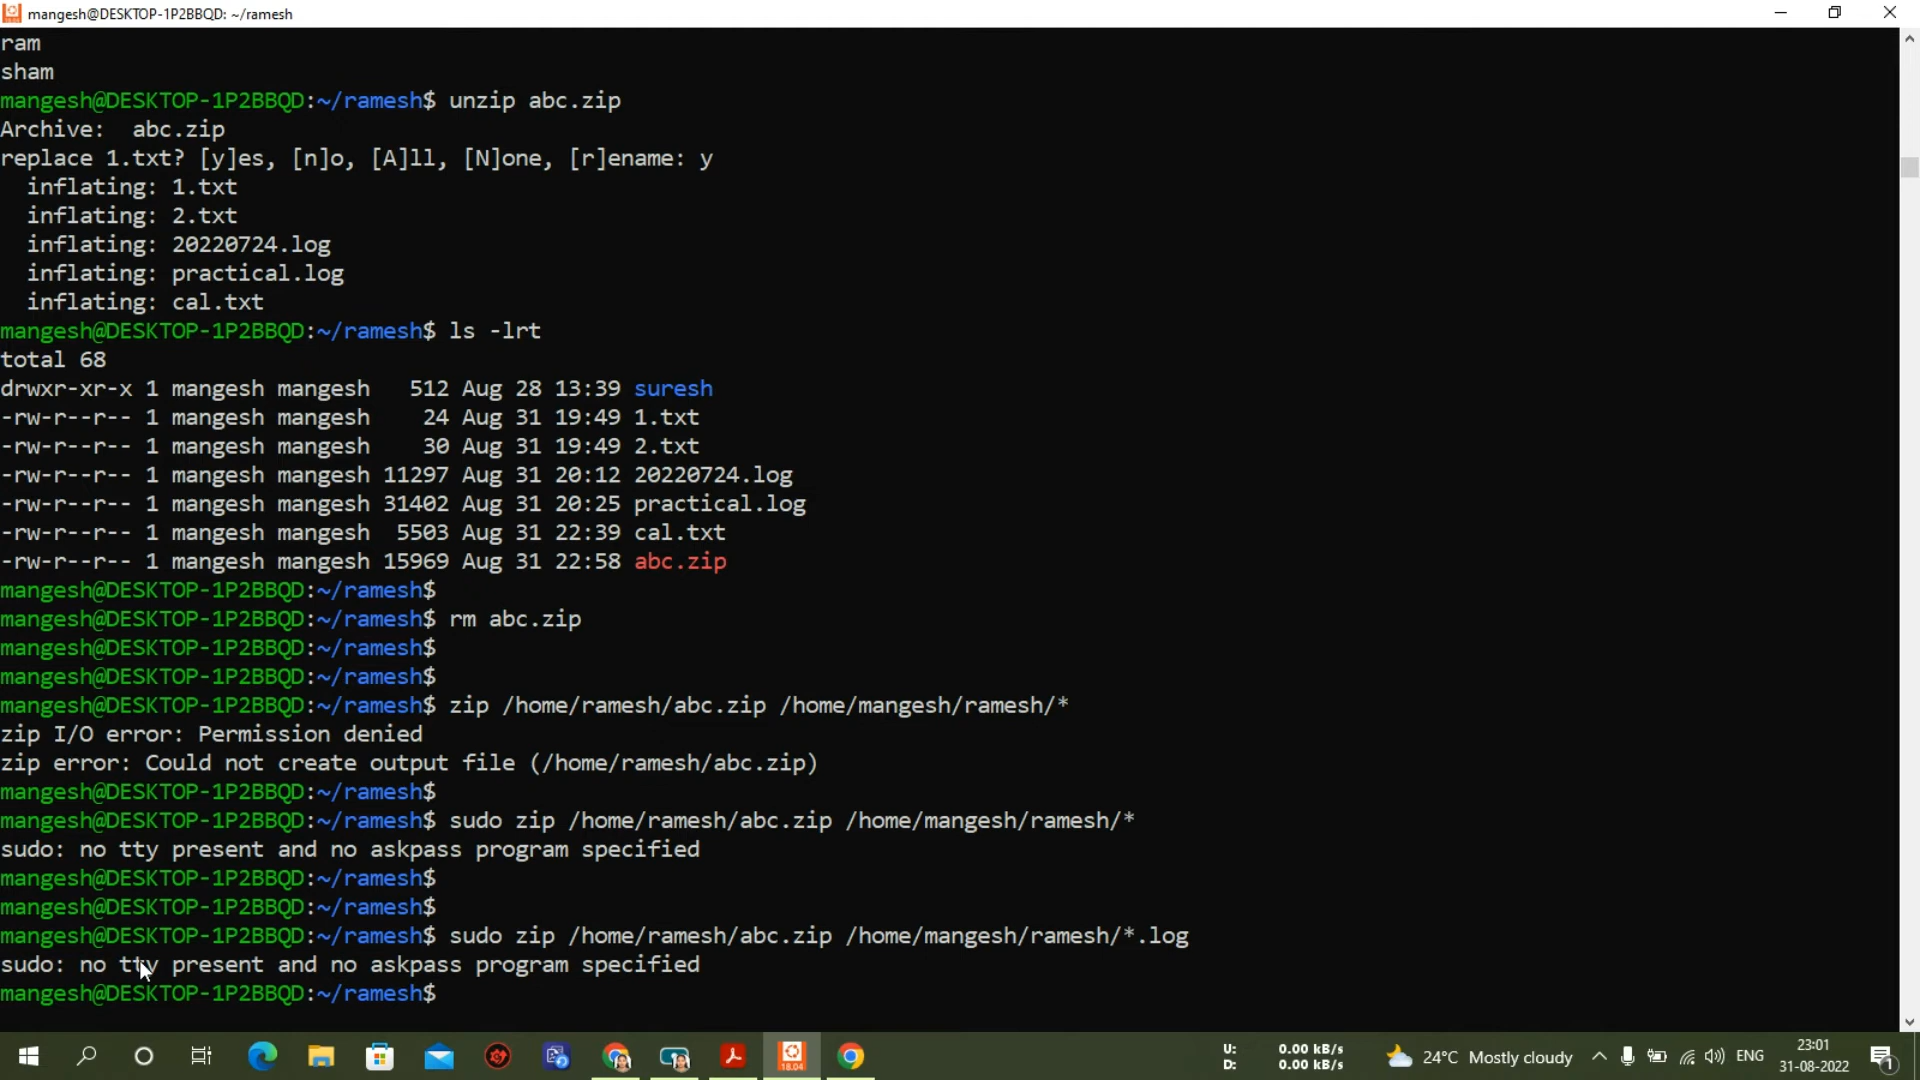 mangesh@DESKTOP-1P2BBQD: ~/ramesh
ram
sham
mangesh@DESKTOP-1P2BBQD:~/ramesh$ unzip abc.zip
Archive:  abc.zip
replace 1.txt? [y]es, [n]o, [A]ll, [N]one, [r]ename: y
  inflating: 1.txt
  inflating: 2.txt
  inflating: 20220724.log
  inflating: practical.log
  inflating: cal.txt
mangesh@DESKTOP-1P2BBQD:~/ramesh$ ls -lrt
total 68
drwxr-xr-x 1 mangesh mangesh   512 Aug 28 13:39 suresh
-rw-r--r-- 1 mangesh mangesh    24 Aug 31 19:49 1.txt
-rw-r--r-- 1 mangesh mangesh    30 Aug 31 19:49 2.txt
-rw-r--r-- 1 mangesh mangesh 11297 Aug 31 20:12 20220724.log
-rw-r--r-- 1 mangesh mangesh 31402 Aug 31 20:25 practical.log
-rw-r--r-- 1 mangesh mangesh  5503 Aug 31 22:39 cal.txt
-rw-r--r-- 1 mangesh mangesh 15969 Aug 31 22:58 abc.zip
mangesh@DESKTOP-1P2BBQD:~/ramesh$
mangesh@DESKTOP-1P2BBQD:~/ramesh$ rm abc.zip
mangesh@DESKTOP-1P2BBQD:~/ramesh$
mangesh@DESKTOP-1P2BBQD:~/ramesh$
mangesh@DESKTOP-1P2BBQD:~/ramesh$ zip /home/ramesh/abc.zip /home/mangesh/ramesh/*
zip I/O error: Permission denied
zip error: Could not create output file (/home/ramesh/abc.zip)
mangesh@DESKTOP-1P2BBQD:~/ramesh$
mangesh@DESKTOP-1P2BBQD:~/ramesh$ sudo zip /home/ramesh/abc.zip /home/mangesh/ramesh/*
sudo: no tty present and no askpass program specified
mangesh@DESKTOP-1P2BBQD:~/ramesh$
mangesh@DESKTOP-1P2BBQD:~/ramesh$
mangesh@DESKTOP-1P2BBQD:~/ramesh$ sudo zip /home/ramesh/abc.zip /home/mangesh/ramesh/*.log
sudo: no tty present and no askpass program specified
mangesh@DESKTOP-1P2BBQD:~/ramesh$
18.04
U: 0.00 kB/s
D: 0.00 kB/s
24°C Mostly cloudy
ENG
23:01
31-08-2022
1